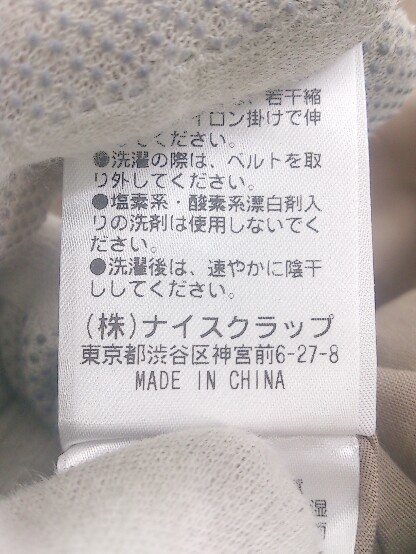 は、若干縮
イロン掛けで伸
してください。
●洗濯の際は、ベルトを取
り外してください。
●塩素系・酸素系漂白剤入
りの洗剤は使用しないでく
ださい。
●洗濯後は、速やかに陰干
ししてください。
(株)ナイスクラップ
東京都渋谷区神宮前6-27-8
MADE IN CHINA
湿